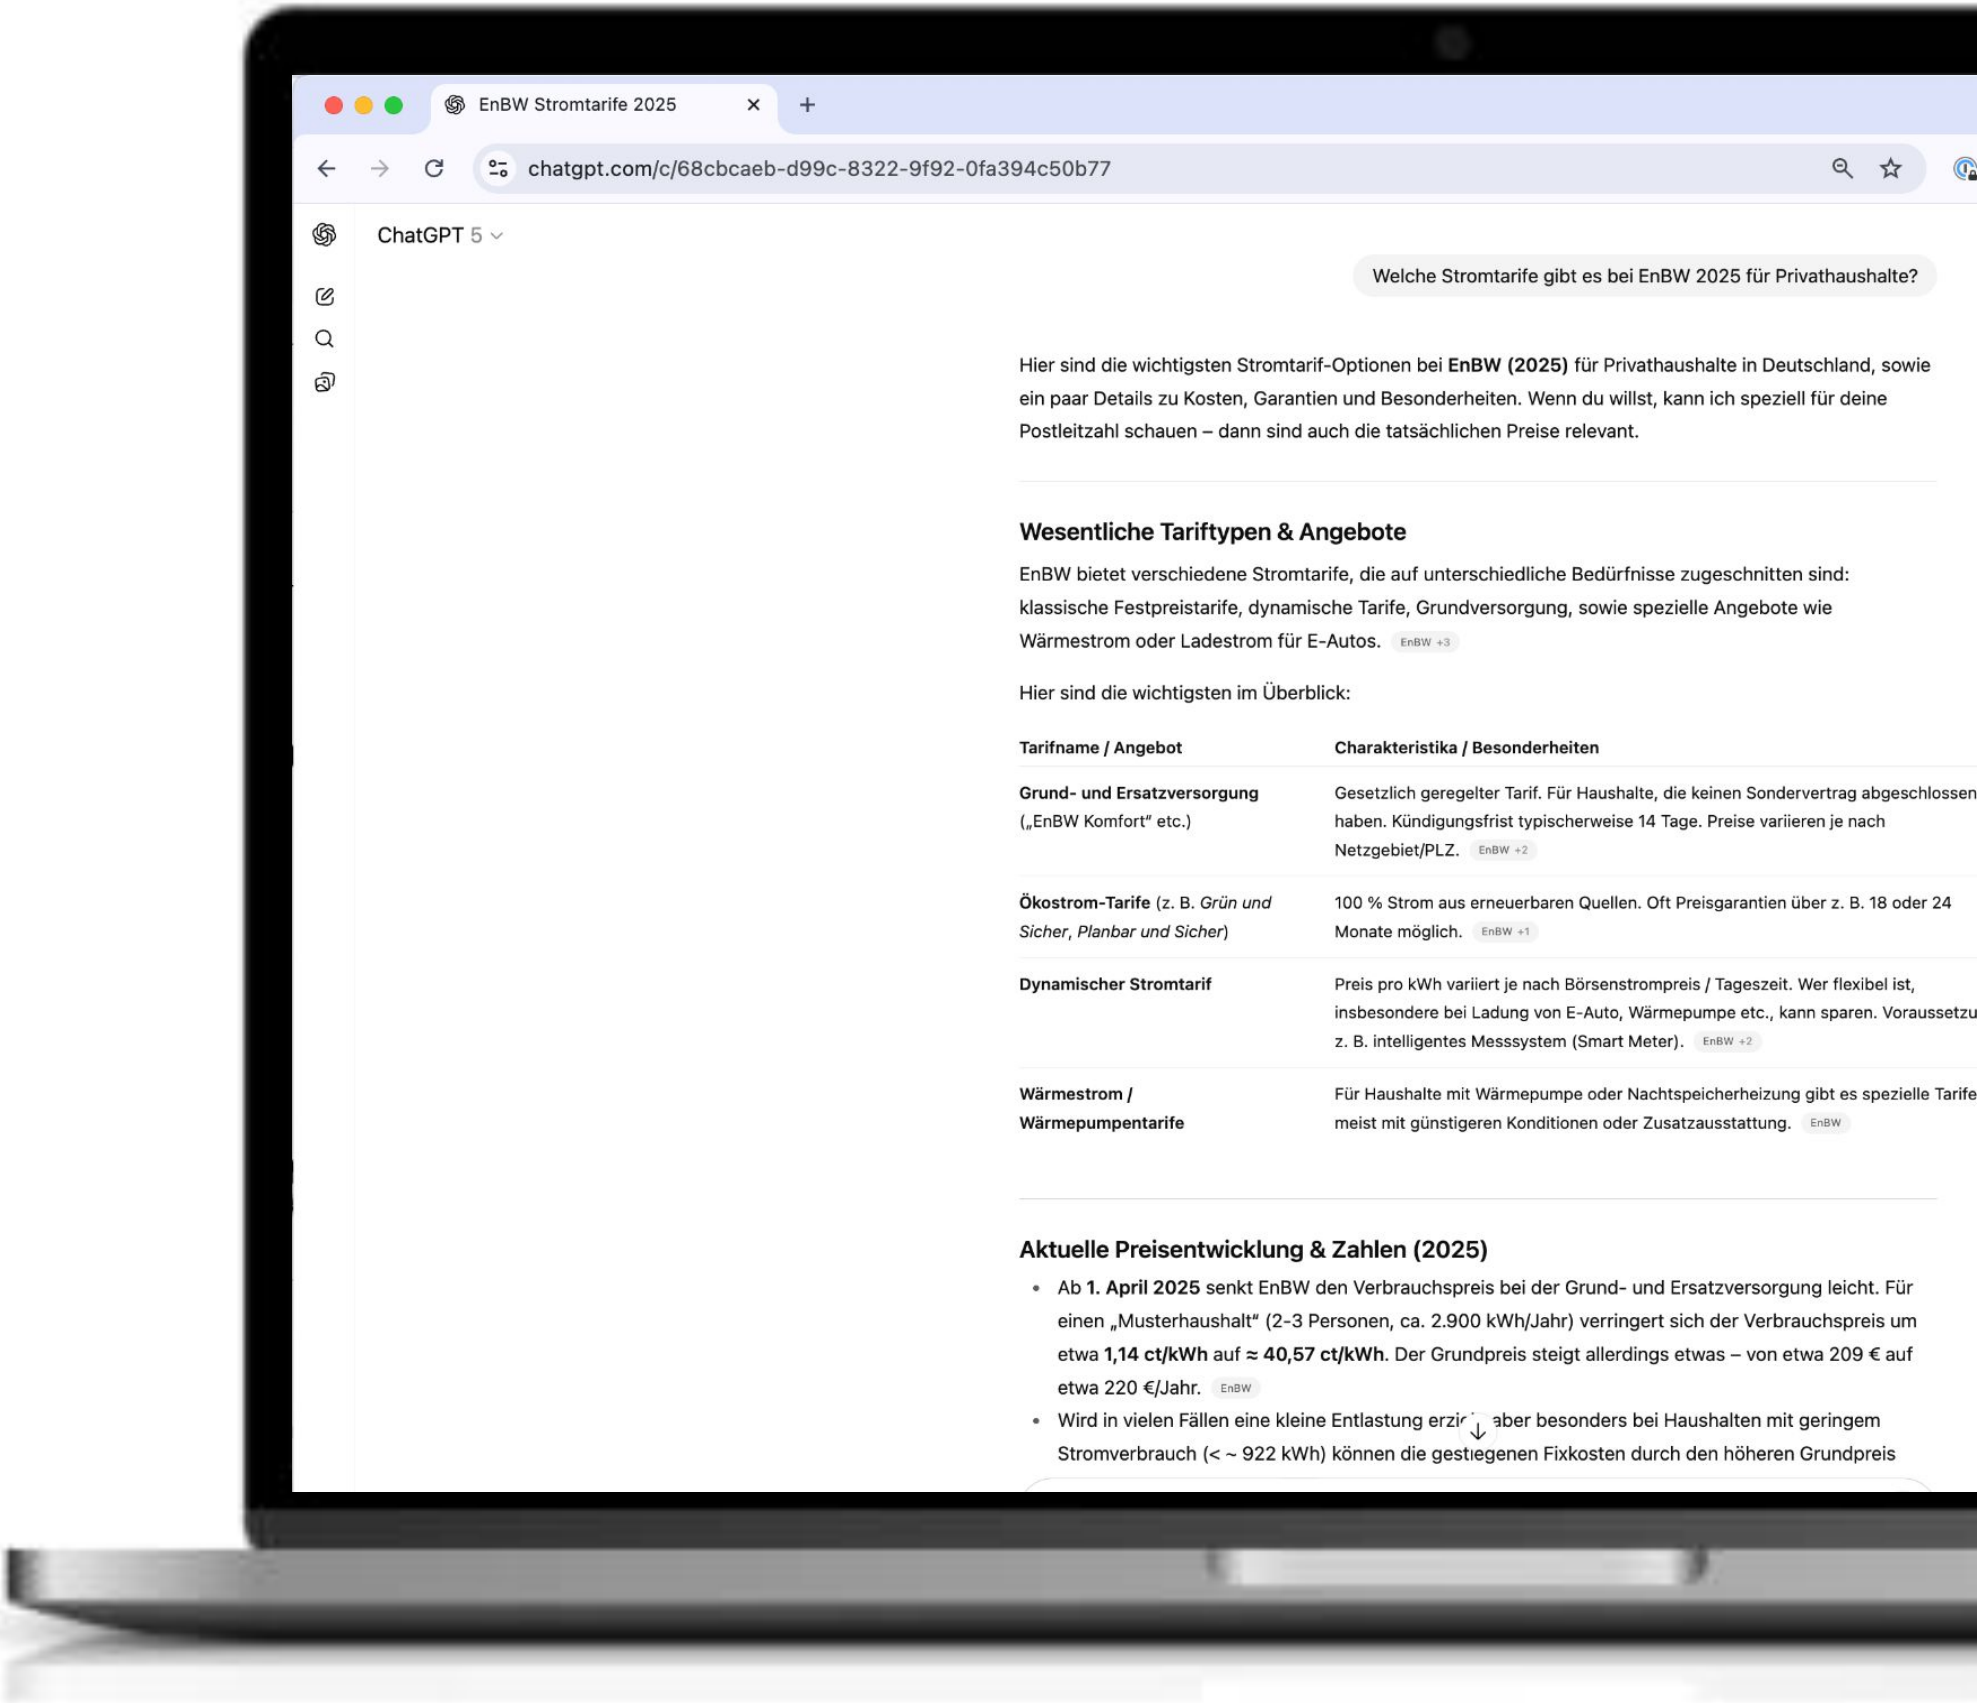 EnBW Stromtarife 2025
chatgpt.com/c/68cbcaeb-d99c-8322-9f92-0fa394c50b77
ChatGPT 5
Welche Stromtarife gibt es bei EnBW 2025 für Privathaushalte?
Hier sind die wichtigsten Stromtarif-Optionen bei EnBW (2025) für Privathaushalte in Deutschland, sowie
ein paar Details zu Kosten, Garantien und Besonderheiten. Wenn du willst, kann ich speziell für deine
Postleitzahl schauen – dann sind auch die tatsächlichen Preise relevant.
Wesentliche Tariftypen & Angebote
EnBW bietet verschiedene Stromtarife, die auf unterschiedliche Bedürfnisse zugeschnitten sind:
klassische Festpreistarife, dynamische Tarife, Grundversorgung, sowie spezielle Angebote wie
Wärmestrom oder Ladestrom für E-Autos. EnBW +3
Hier sind die wichtigsten im Überblick:
Tarifname / Angebot
Charakteristika / Besonderheiten
Grund- und Ersatzversorgung
(„EnBW Komfort“ etc.)
Gesetzlich geregelter Tarif. Für Haushalte, die keinen Sondervertrag abgeschlossen
haben. Kündigungsfrist typischerweise 14 Tage. Preise variieren je nach
Netzgebiet/PLZ. EnBW +2
Ökostrom-Tarife (z. B. Grün und
Sicher, Planbar und Sicher)
100 % Strom aus erneuerbaren Quellen. Oft Preisgarantien über z. B. 18 oder 24
Monate möglich. EnBW +1
Dynamischer Stromtarif
Preis pro kWh variiert je nach Börsenstrompreis / Tageszeit. Wer flexibel ist,
insbesondere bei Ladung von E-Auto, Wärmepumpe etc., kann sparen. Voraussetzu
z. B. intelligentes Messsystem (Smart Meter). EnBW +2
Wärmestrom /
Wärmepumpentarife
Für Haushalte mit Wärmepumpe oder Nachtspeicherheizung gibt es spezielle Tarife
meist mit günstigeren Konditionen oder Zusatzausstattung. EnBW
Aktuelle Preisentwicklung & Zahlen (2025)
• Ab 1. April 2025 senkt EnBW den Verbrauchspreis bei der Grund- und Ersatzversorgung leicht. Für
einen „Musterhaushalt“ (2-3 Personen, ca. 2.900 kWh/Jahr) verringert sich der Verbrauchspreis um
etwa 1,14 ct/kWh auf ≈ 40,57 ct/kWh. Der Grundpreis steigt allerdings etwas – von etwa 209 € auf
etwa 220 €/Jahr. EnBW
• Wird in vielen Fällen eine kleine Entlastung aber besonders bei Haushalten mit geringem
Stromverbrauch (< ~ 922 kWh) können die gestiegenen Fixkosten durch den höheren Grundpreis